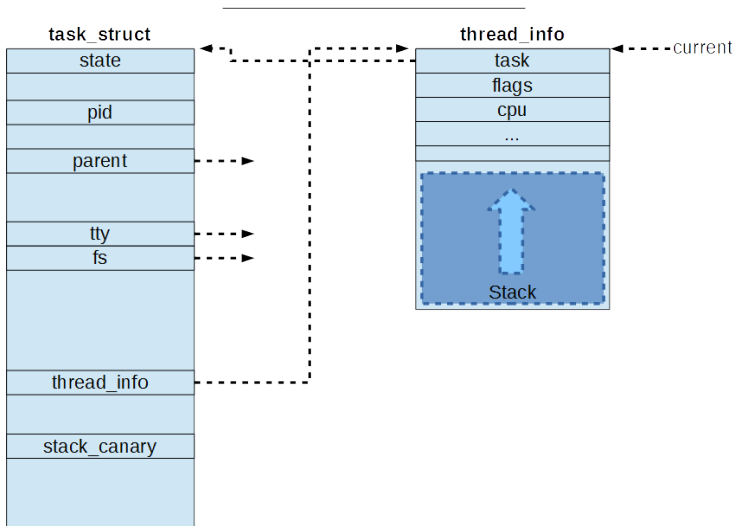 task_struct
state
pid
parent
tty
fs
thread_info
stack_canary
thread_info
current
task
flags
cpu
...
Stack